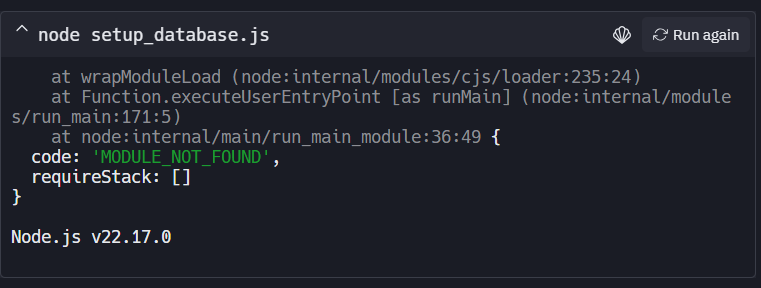 node setup_database.js
Run again
    at wrapModuleLoad (node:internal/modules/cjs/loader:235:24)
    at Function.executeUserEntryPoint [as runMain] (node:internal/module
s/run_main:171:5)
    at node:internal/main/run_main_module:36:49 {
  code: 'MODULE_NOT_FOUND',
  requireStack: []
}
Node.js v22.17.0